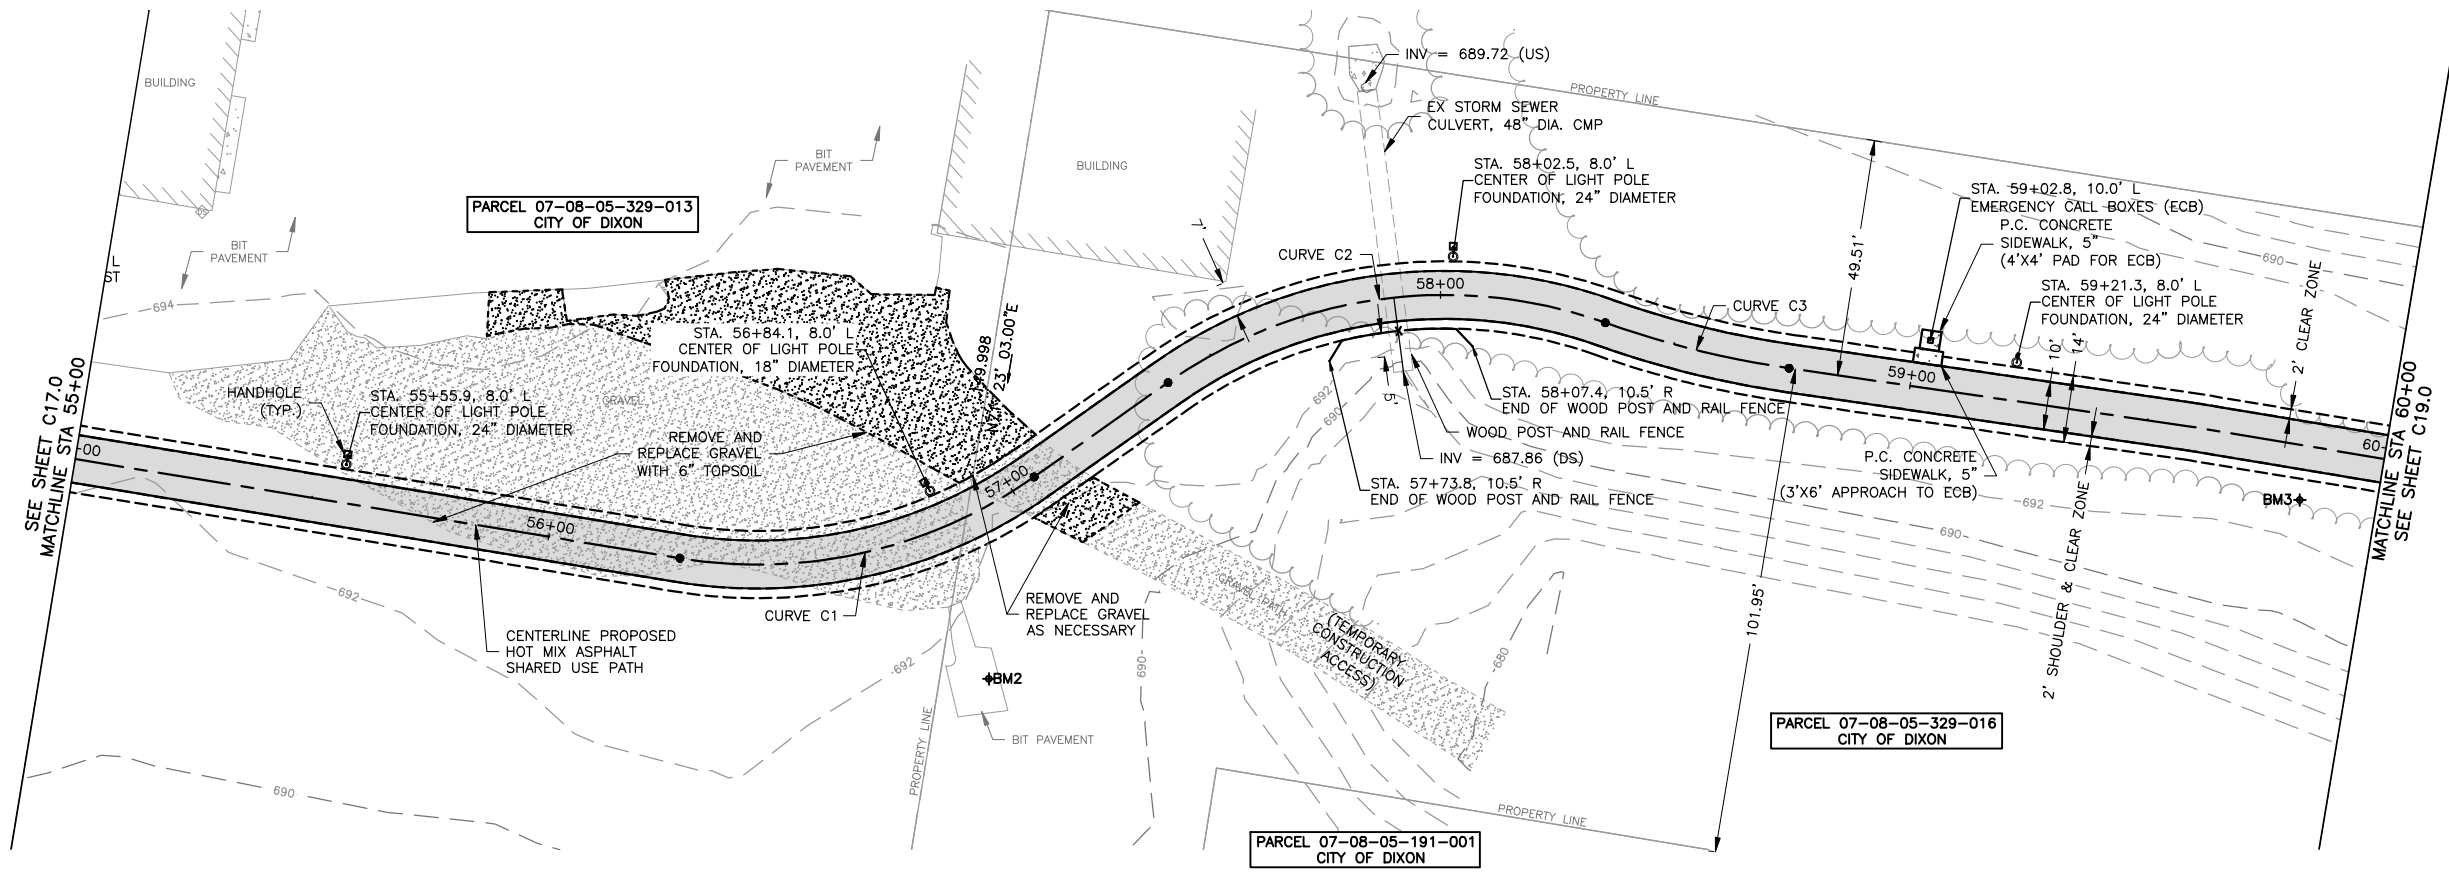 BUILDING
BIT
PAVEMENT
L
ST
694
PARCEL 07-08-05-329-013
CITY OF DIXON
BIT
PAVEMENT
BUILDING
7'
INV = 689.72 (US)
EX STORM SEWER
CULVERT, 48" DIA. CMP
PROPERTY LINE
STA. 58+02.5, 8.0' L
CENTER OF LIGHT POLE
FOUNDATION, 24" DIAMETER
CURVE C2
58+00
CURVE C3
49.51'
STA. 59+02.8, 10.0' L
EMERGENCY CALL BOXES (ECB)
P.C. CONCRETE
SIDEWALK, 5"
(4'X4' PAD FOR ECB)
690
STA. 59+21.3, 8.0' L
CENTER OF LIGHT POLE
FOUNDATION, 24" DIAMETER
2' CLEAR ZONE
10'
14'
59+00
SEE SHEET C17.0
MATCHLINE STA 55+00
-00
HANDHOLE
(TYP.)
STA. 55+55.9, 8.0' L
CENTER OF LIGHT POLE
FOUNDATION, 24" DIAMETER
GRAVEL
STA. 56+84.1, 8.0' L
CENTER OF LIGHT POLE
FOUNDATION, 18" DIAMETER
REMOVE AND
REPLACE GRAVEL
WITH 6" TOPSOIL
23' 03.00"E
56+00
57+00
692
690
5'
STA. 58+07.4, 10.5' R
END OF WOOD POST AND RAIL FENCE
WOOD POST AND RAIL FENCE
INV = 687.86 (DS)
STA. 57+73.8, 10.5' R
END OF WOOD POST AND RAIL FENCE
P.C. CONCRETE
SIDEWALK, 5"
(3'X6' APPROACH TO ECB)
692
690
BM3
60-
MATCHLINE STA 60+00
SEE SHEET C19.0
2' SHOULDER & CLEAR ZONE
101.95'
692
CENTERLINE PROPOSED
HOT MIX ASPHALT
SHARED USE PATH
CURVE C1
REMOVE AND
REPLACE GRAVEL
AS NECESSARY
692
690
GRAVEL PATH
(TEMPORARY
CONSTRUCTION
ACCESS)
680
BM2
BIT PAVEMENT
PROPERTY LINE
690
PARCEL 07-08-05-329-016
CITY OF DIXON
PROPERTY LINE
PARCEL 07-08-05-191-001
CITY OF DIXON